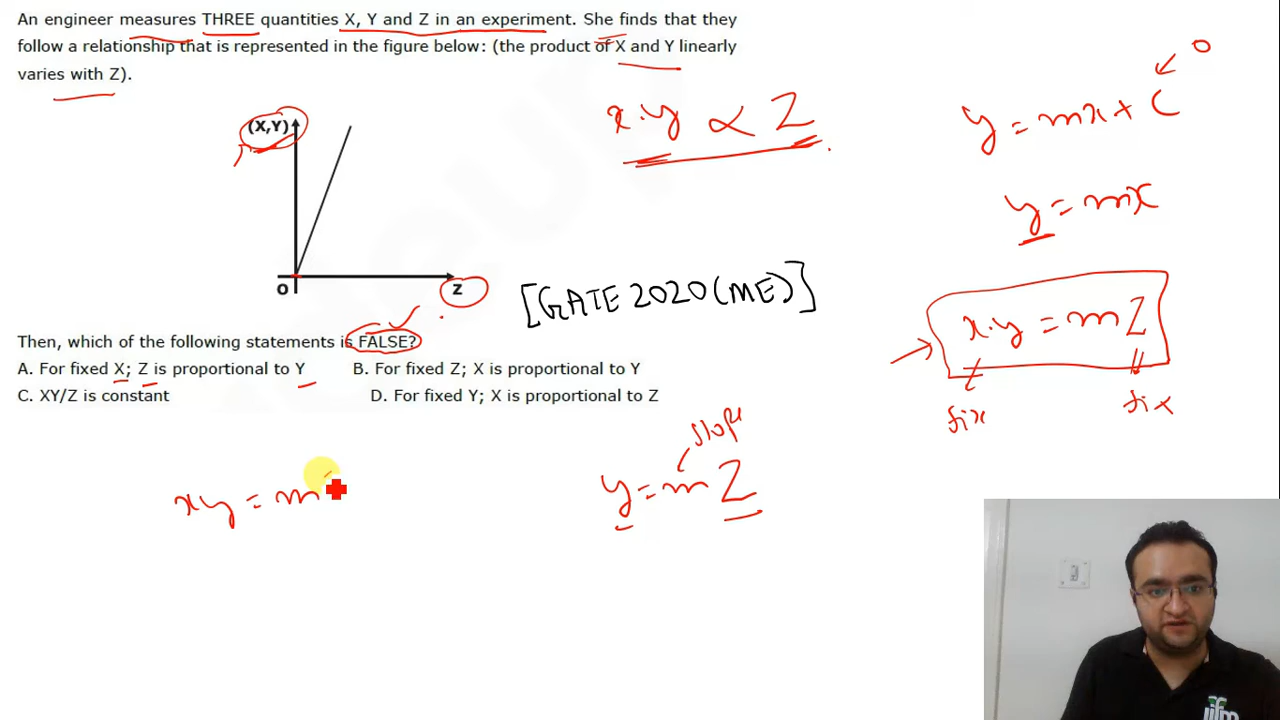 An engineer measures THREE quantities X, Y and Z in an experiment. She finds that they
follow a relationship that is represented in the figure below: (the product of X and Y linearly
varies with Z).
(X,Y)
O
Z
x.y ∝ Z
y = mx + C
0
y = mx
x.y = mZ
fix
fix
[GATE 2020 (ME)]
Then, which of the following statements is FALSE?
A. For fixed X; Z is proportional to Y
B. For fixed Z; X is proportional to Y
C. XY/Z is constant
D. For fixed Y; X is proportional to Z
slope
y = mZ
xy = m